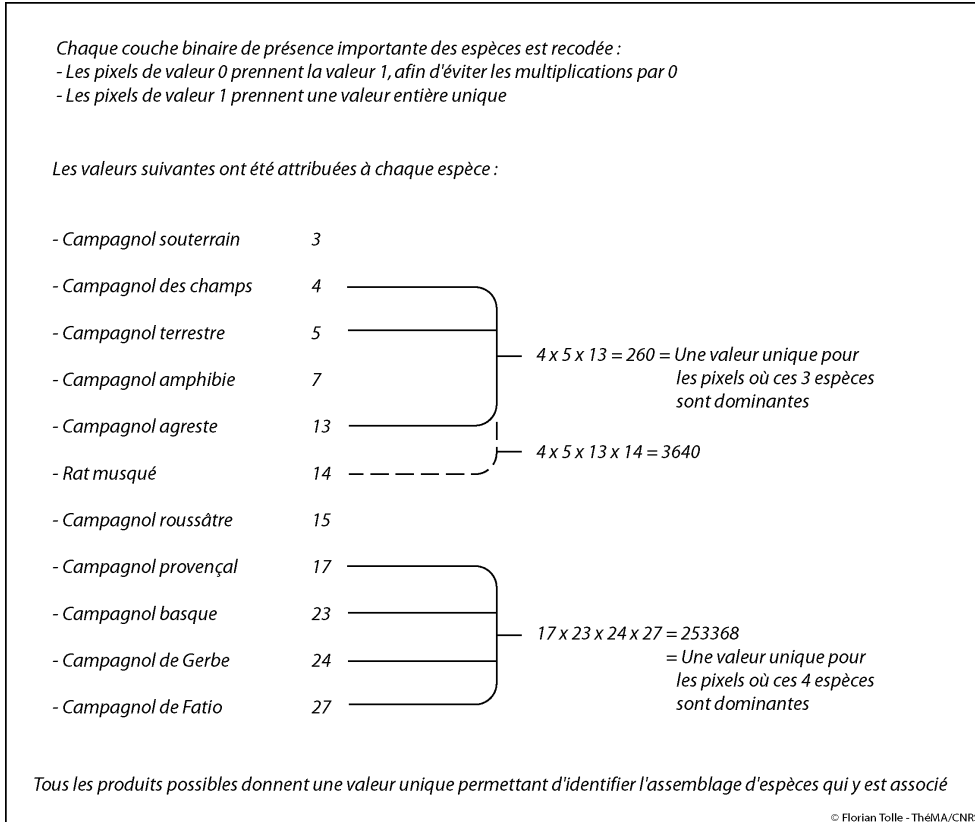 Chaque couche binaire de présence importante des espèces est recodée :
- Les pixels de valeur 0 prennent la valeur 1, afin d'éviter les multiplications par 0
- Les pixels de valeur 1 prennent une valeur entière unique
Les valeurs suivantes ont été attribuées à chaque espèce :
- Campagnol souterrain 3
- Campagnol des champs 4
- Campagnol terrestre 5
4 x 5 x 13 = 260 = Une valeur unique pour
les pixels où ces 3 espèces
sont dominantes
- Campagnol amphibie 7
- Campagnol agreste 13
4 x 5 x 13 x 14 = 3640
- Rat musqué 14
- Campagnol roussâtre 15
- Campagnol provençal 17
- Campagnol basque 23
17 x 23 x 24 x 27 = 253368
= Une valeur unique pour
les pixels où ces 4 espèces
sont dominantes
- Campagnol de Gerbe 24
- Campagnol de Fatio 27
Tous les produits possibles donnent une valeur unique permettant d'identifier l'assemblage d'espèces qui y est associé
© Florian Tolle - ThéMA/CNR